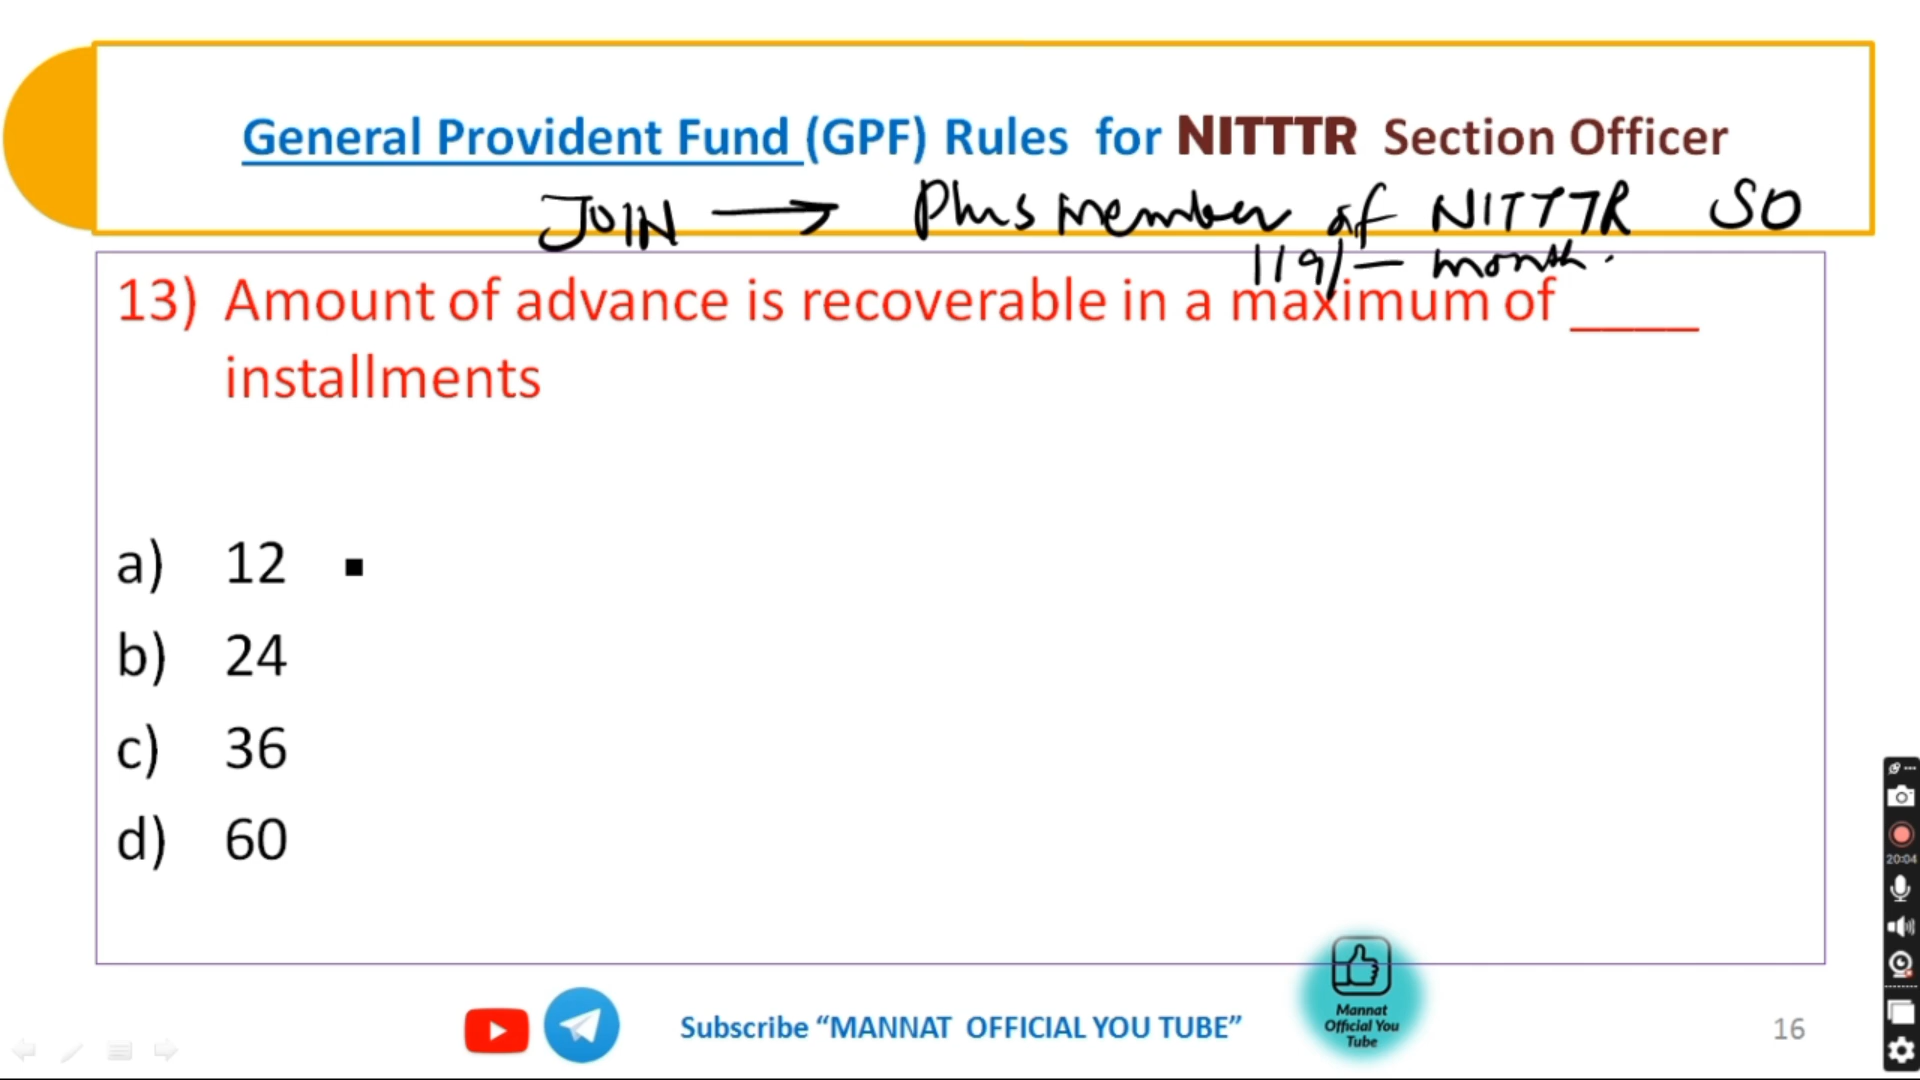 General Provident Fund (GPF) Rules for NITTTR Section Officer
JOIN → Plus member of NITTTR SO
119/- month.
13) Amount of advance is recoverable in a maximum of ____
installments
a) 12
b) 24
c) 36
d) 60
Subscribe “MANNAT OFFICIAL YOU TUBE”
Mannat
Official You
Tube
16
20:04